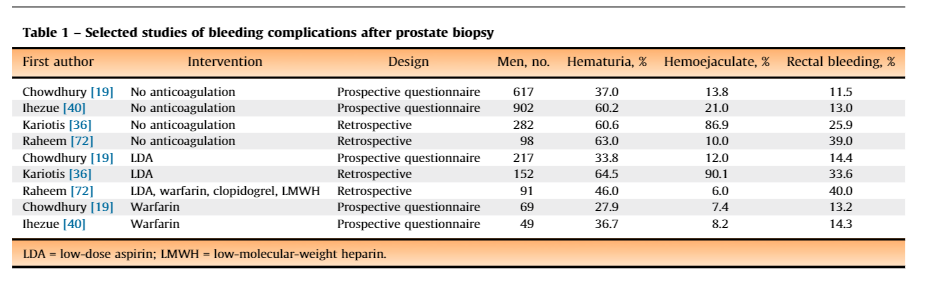 Table 1 – Selected studies of bleeding complications after prostate biopsy
First author Intervention Design Men, no. Hematuria, % Hemoejaculate, % Rectal bleeding, %
Chowdhury [19] No anticoagulation Prospective questionnaire 617 37.0 13.8 11.5
Ihezue [40] No anticoagulation Prospective questionnaire 902 60.2 21.0 13.0
Kariotis [36] No anticoagulation Retrospective 282 60.6 86.9 25.9
Raheem [72] No anticoagulation Retrospective 98 63.0 10.0 39.0
Chowdhury [19] LDA Prospective questionnaire 217 33.8 12.0 14.4
Kariotis [36] LDA Retrospective 152 64.5 90.1 33.6
Raheem [72] LDA, warfarin, clopidogrel, LMWH Retrospective 91 46.0 6.0 40.0
Chowdhury [19] Warfarin Prospective questionnaire 69 27.9 7.4 13.2
Ihezue [40] Warfarin Prospective questionnaire 49 36.7 8.2 14.3
LDA = low-dose aspirin; LMWH = low-molecular-weight heparin.